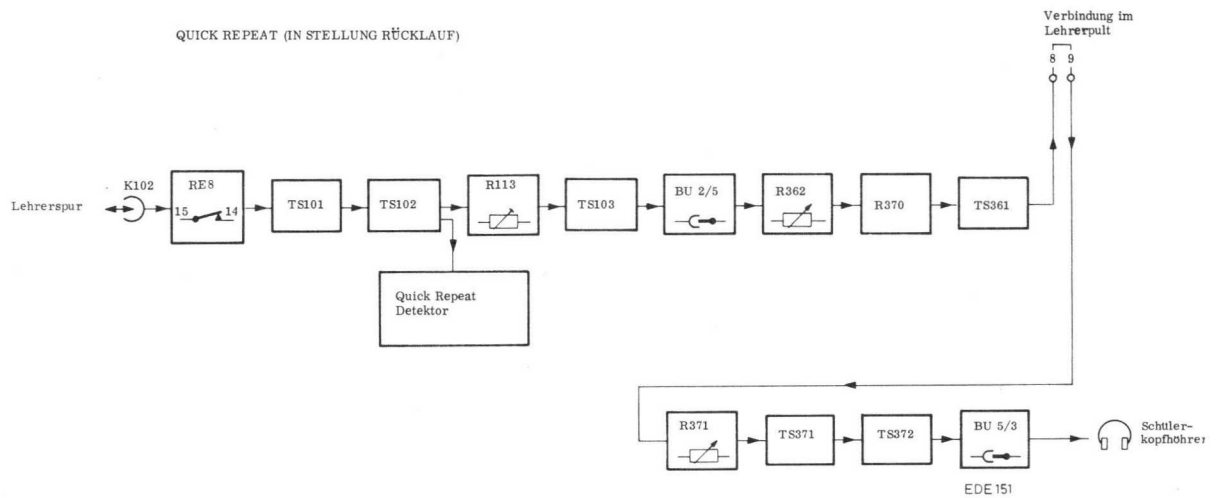 Verbindung im
Lehrerpult
QUICK REPEAT (IN STELLUNG RÜCKLAUF)
8 9
K102
RE8
R113
BU 2/5
R362
Lehrerspur
15 14
TS101
TS102
TS103
R370
TS361
Quick Repeat
Detektor
R371
TS371
TS372
BU 5/3
Schüler-
kopfhöhrer
EDE 151